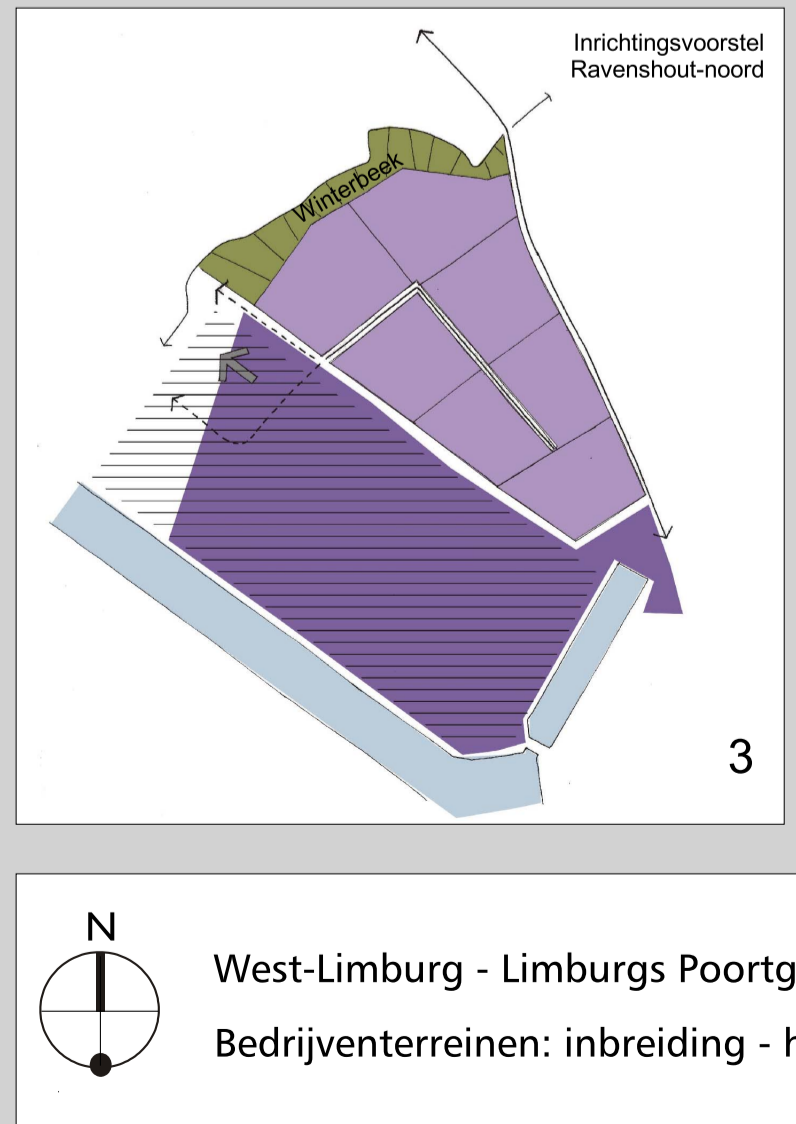 Inrichtingsvoorstel
Ravenshout-noord
Winterbeek
3
N
West-Limburg - Limburgs Poortg
Bedrijventerreinen: inbreiding - h